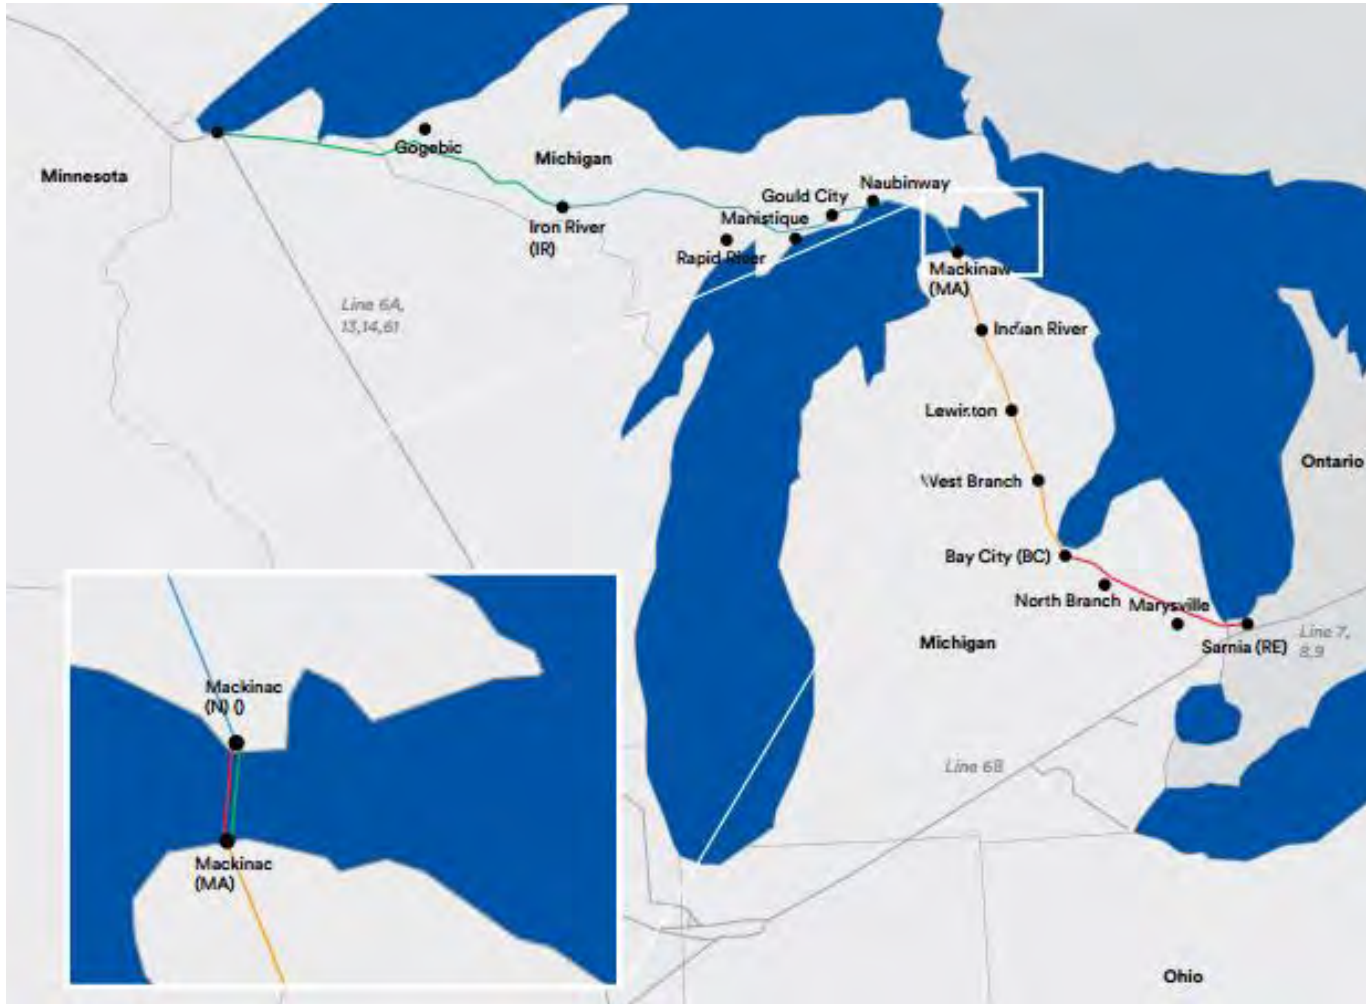 Minnesota
Gogebic
Michigan
Iron River
(IR)
Line 6A,
13,14,61
Rapid River
Manistique
Gould City
Naubinway
Mackinaw
(MA)
Indian River
Lewiston
West Branch
Bay City (BC)
North Branch
Marysville
Sarnia (RE)
Line 7,
8,9
Ontario
Michigan
Line 6B
Ohio
Mackinac
(N) ()
Mackinac
(MA)